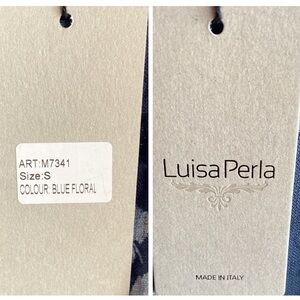 ART:M7341
Size:S
COLOUR: BLUE FLORAL
LuisaPerla
MADE IN ITALY